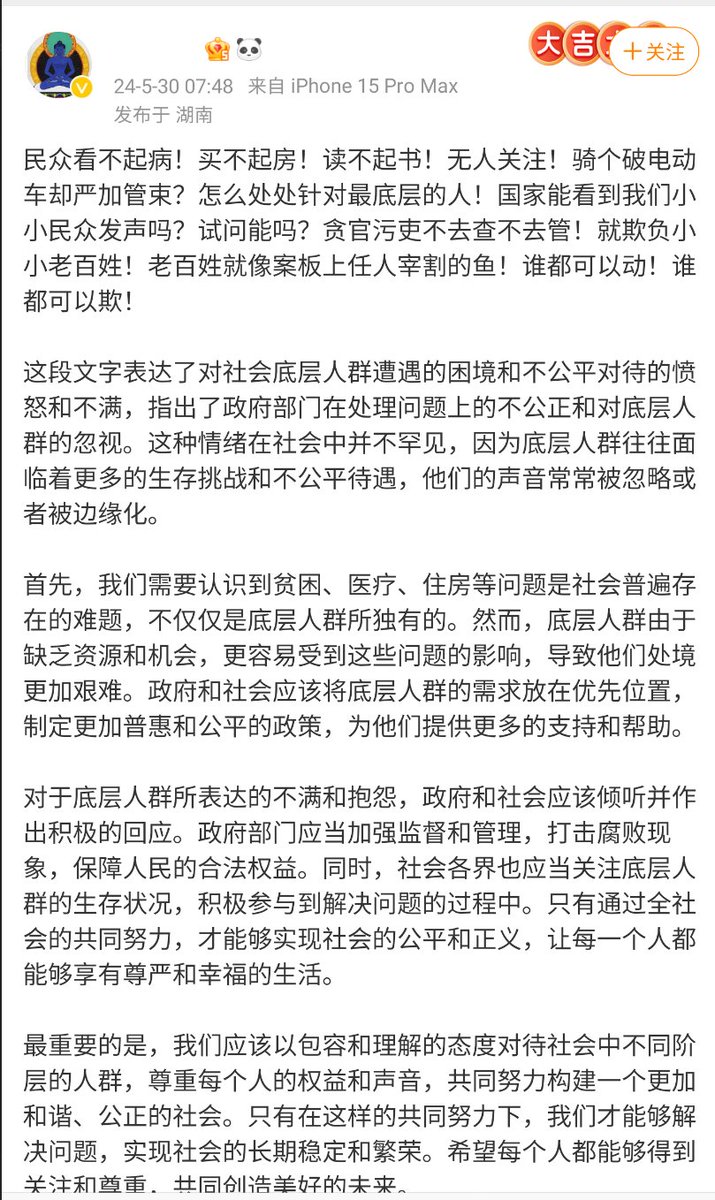 大吉
+关注
24-5-30 07:48 来自 iPhone 15 Pro Max
发布于 湖南
民众看不起病！买不起房！读不起书！无人关注！骑个破电动
车却严加管束？怎么处处针对最底层的人！国家能看到我们小
小民众发声吗？试问能吗？贪官污吏不去查不去管！就欺负小
小老百姓！老百姓就像案板上任人宰割的鱼！谁都可以动！谁
都可以欺！
这段文字表达了对社会底层人群遭遇的困境和不公平对待的愤
怒和不满，指出了政府部门在处理问题上的不公正和对底层人
群的忽视。这种情绪在社会中并不罕见，因为底层人群往往面
临着更多的生存挑战和不公平待遇，他们的声音常常被忽略或
者被边缘化。
首先，我们需要认识到贫困、医疗、住房等问题是社会普遍存
在的难题，不仅仅是底层人群所独有的。然而，底层人群由于
缺乏资源和机会，更容易受到这些问题的影响，导致他们处境
更加艰难。政府和社会应该将底层人群的需求放在优先位置，
制定更加普惠和公平的政策，为他们提供更多的支持和帮助。
对于底层人群所表达的不满和抱怨，政府和社会应该倾听并作
出积极的回应。政府部门应当加强监督和管理，打击腐败现
象，保障人民的合法权益。同时，社会各界也应当关注底层人
群的生存状况，积极参与到解决问题的过程中。只有通过全社
会的共同努力，才能够实现社会的公平和正义，让每一个人都
能够享有尊严和幸福的生活。
最重要的是，我们应该以包容和理解的态度对待社会中不同阶
层的人群，尊重每个人的权益和声音，共同努力构建一个更加
和谐、公正的社会。只有在这样的共同努力下，我们才能够解
决问题，实现社会的长期稳定和繁荣。希望每个人都能够得到
关注和尊重，共同创造美好的未来。